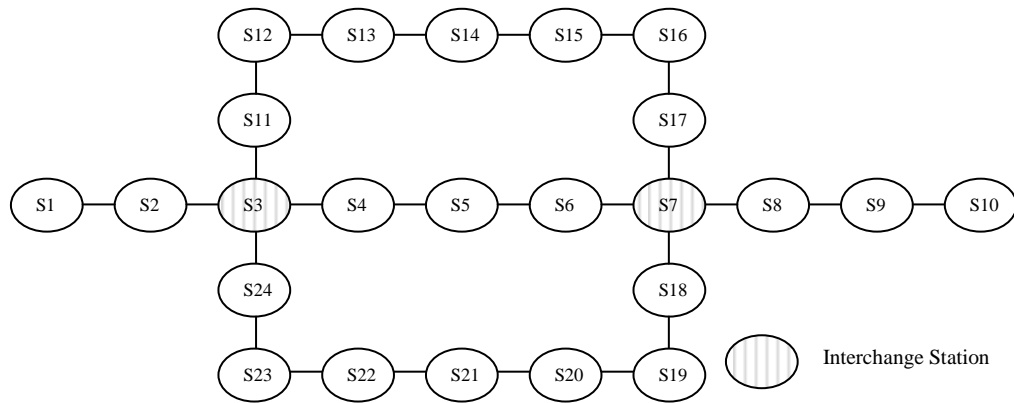 S12 S13 S14 S15 S16
S11 S17
S1 S2 S3 S4 S5 S6 S7 S8 S9 S10
S24 S18
Interchange Station
S23 S22 S21 S20 S19